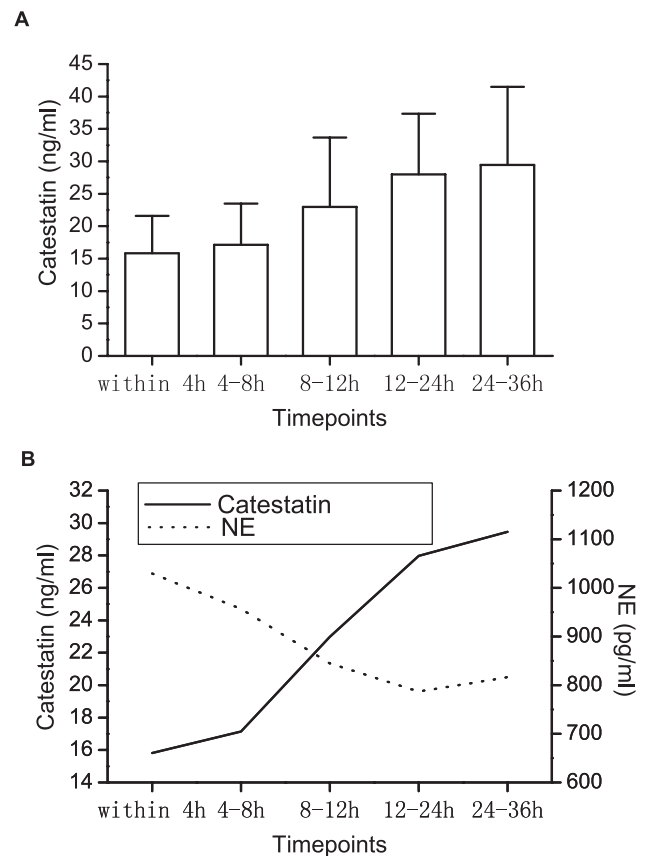 A
Catestatin (ng/ml)
45
40
35
30
25
20
15
10
5
0
within 4h 4-8h 8-12h 12-24h 24-36h
Timepoints
B
Catestatin (ng/ml)
32
30
28
26
24
22
20
18
16
14
Catestatin
NE
1200
1100
1000
900
800
700
600
NE (pg/ml)
within 4h 4-8h 8-12h 12-24h 24-36h
Timepoints